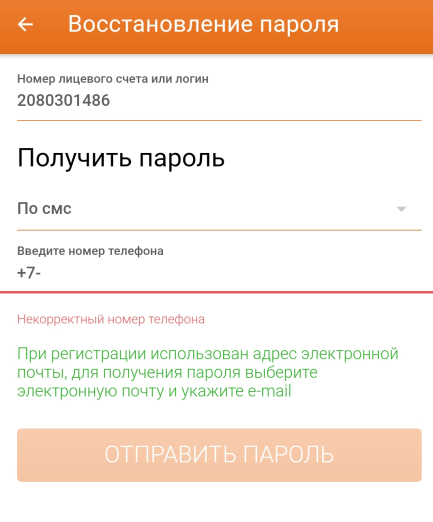 Восстановление пароля
Номер лицевого счета или логин
2080301486
Получить пароль
По смс
Введите номер телефона
+7-
Некорректный номер телефона
При регистрации использован адрес электронной
почты, для получения пароля выберите
электронную почту и укажите e-mail
ОТПРАВИТЬ ПАРОЛЬ